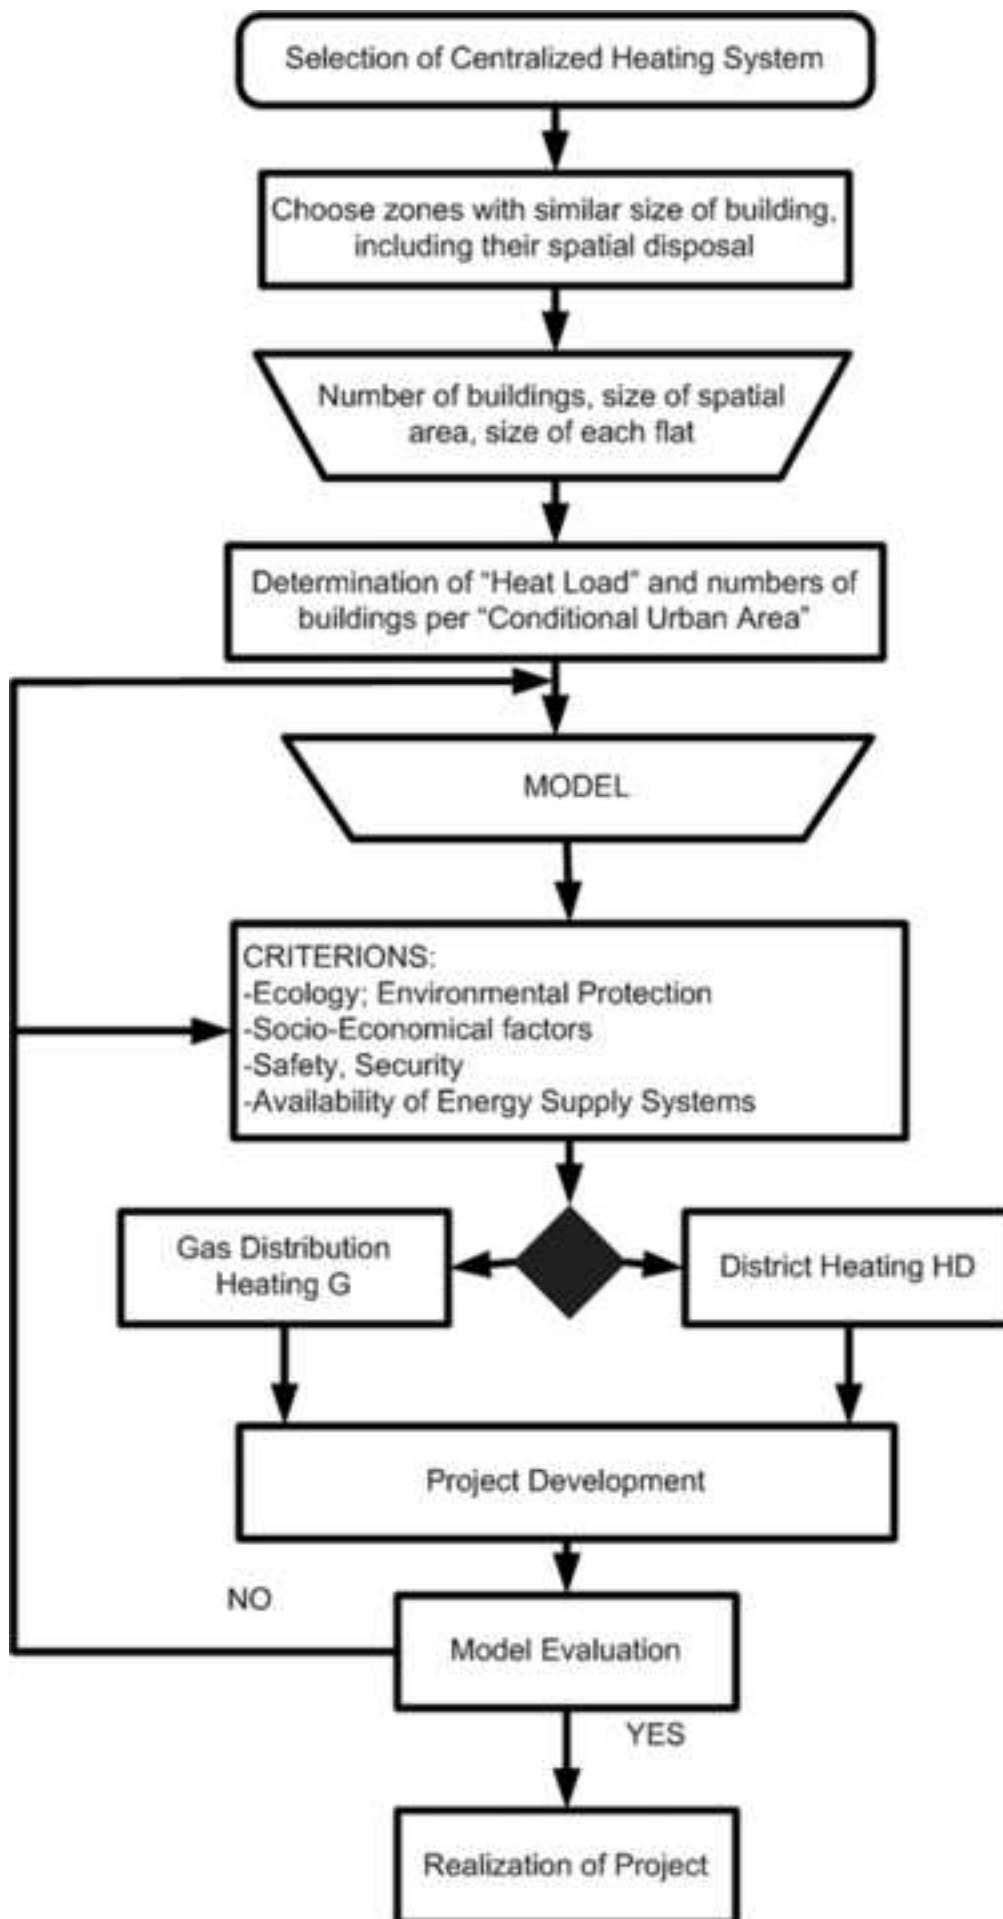 Selection of Centralized Heating System
Choose zones with similar size of building,
including their spatial disposal
Number of buildings, size of spatial
area, size of each flat
Determination of “Heat Load” and numbers of
buildings per “Conditional Urban Area”
MODEL
CRITERIONS:
-Ecology; Environmental Protection
-Socio-Economical factors
-Safety, Security
-Availability of Energy Supply Systems
Gas Distribution
Heating G
District Heating HD
Project Development
NO
Model Evaluation
YES
Realization of Project